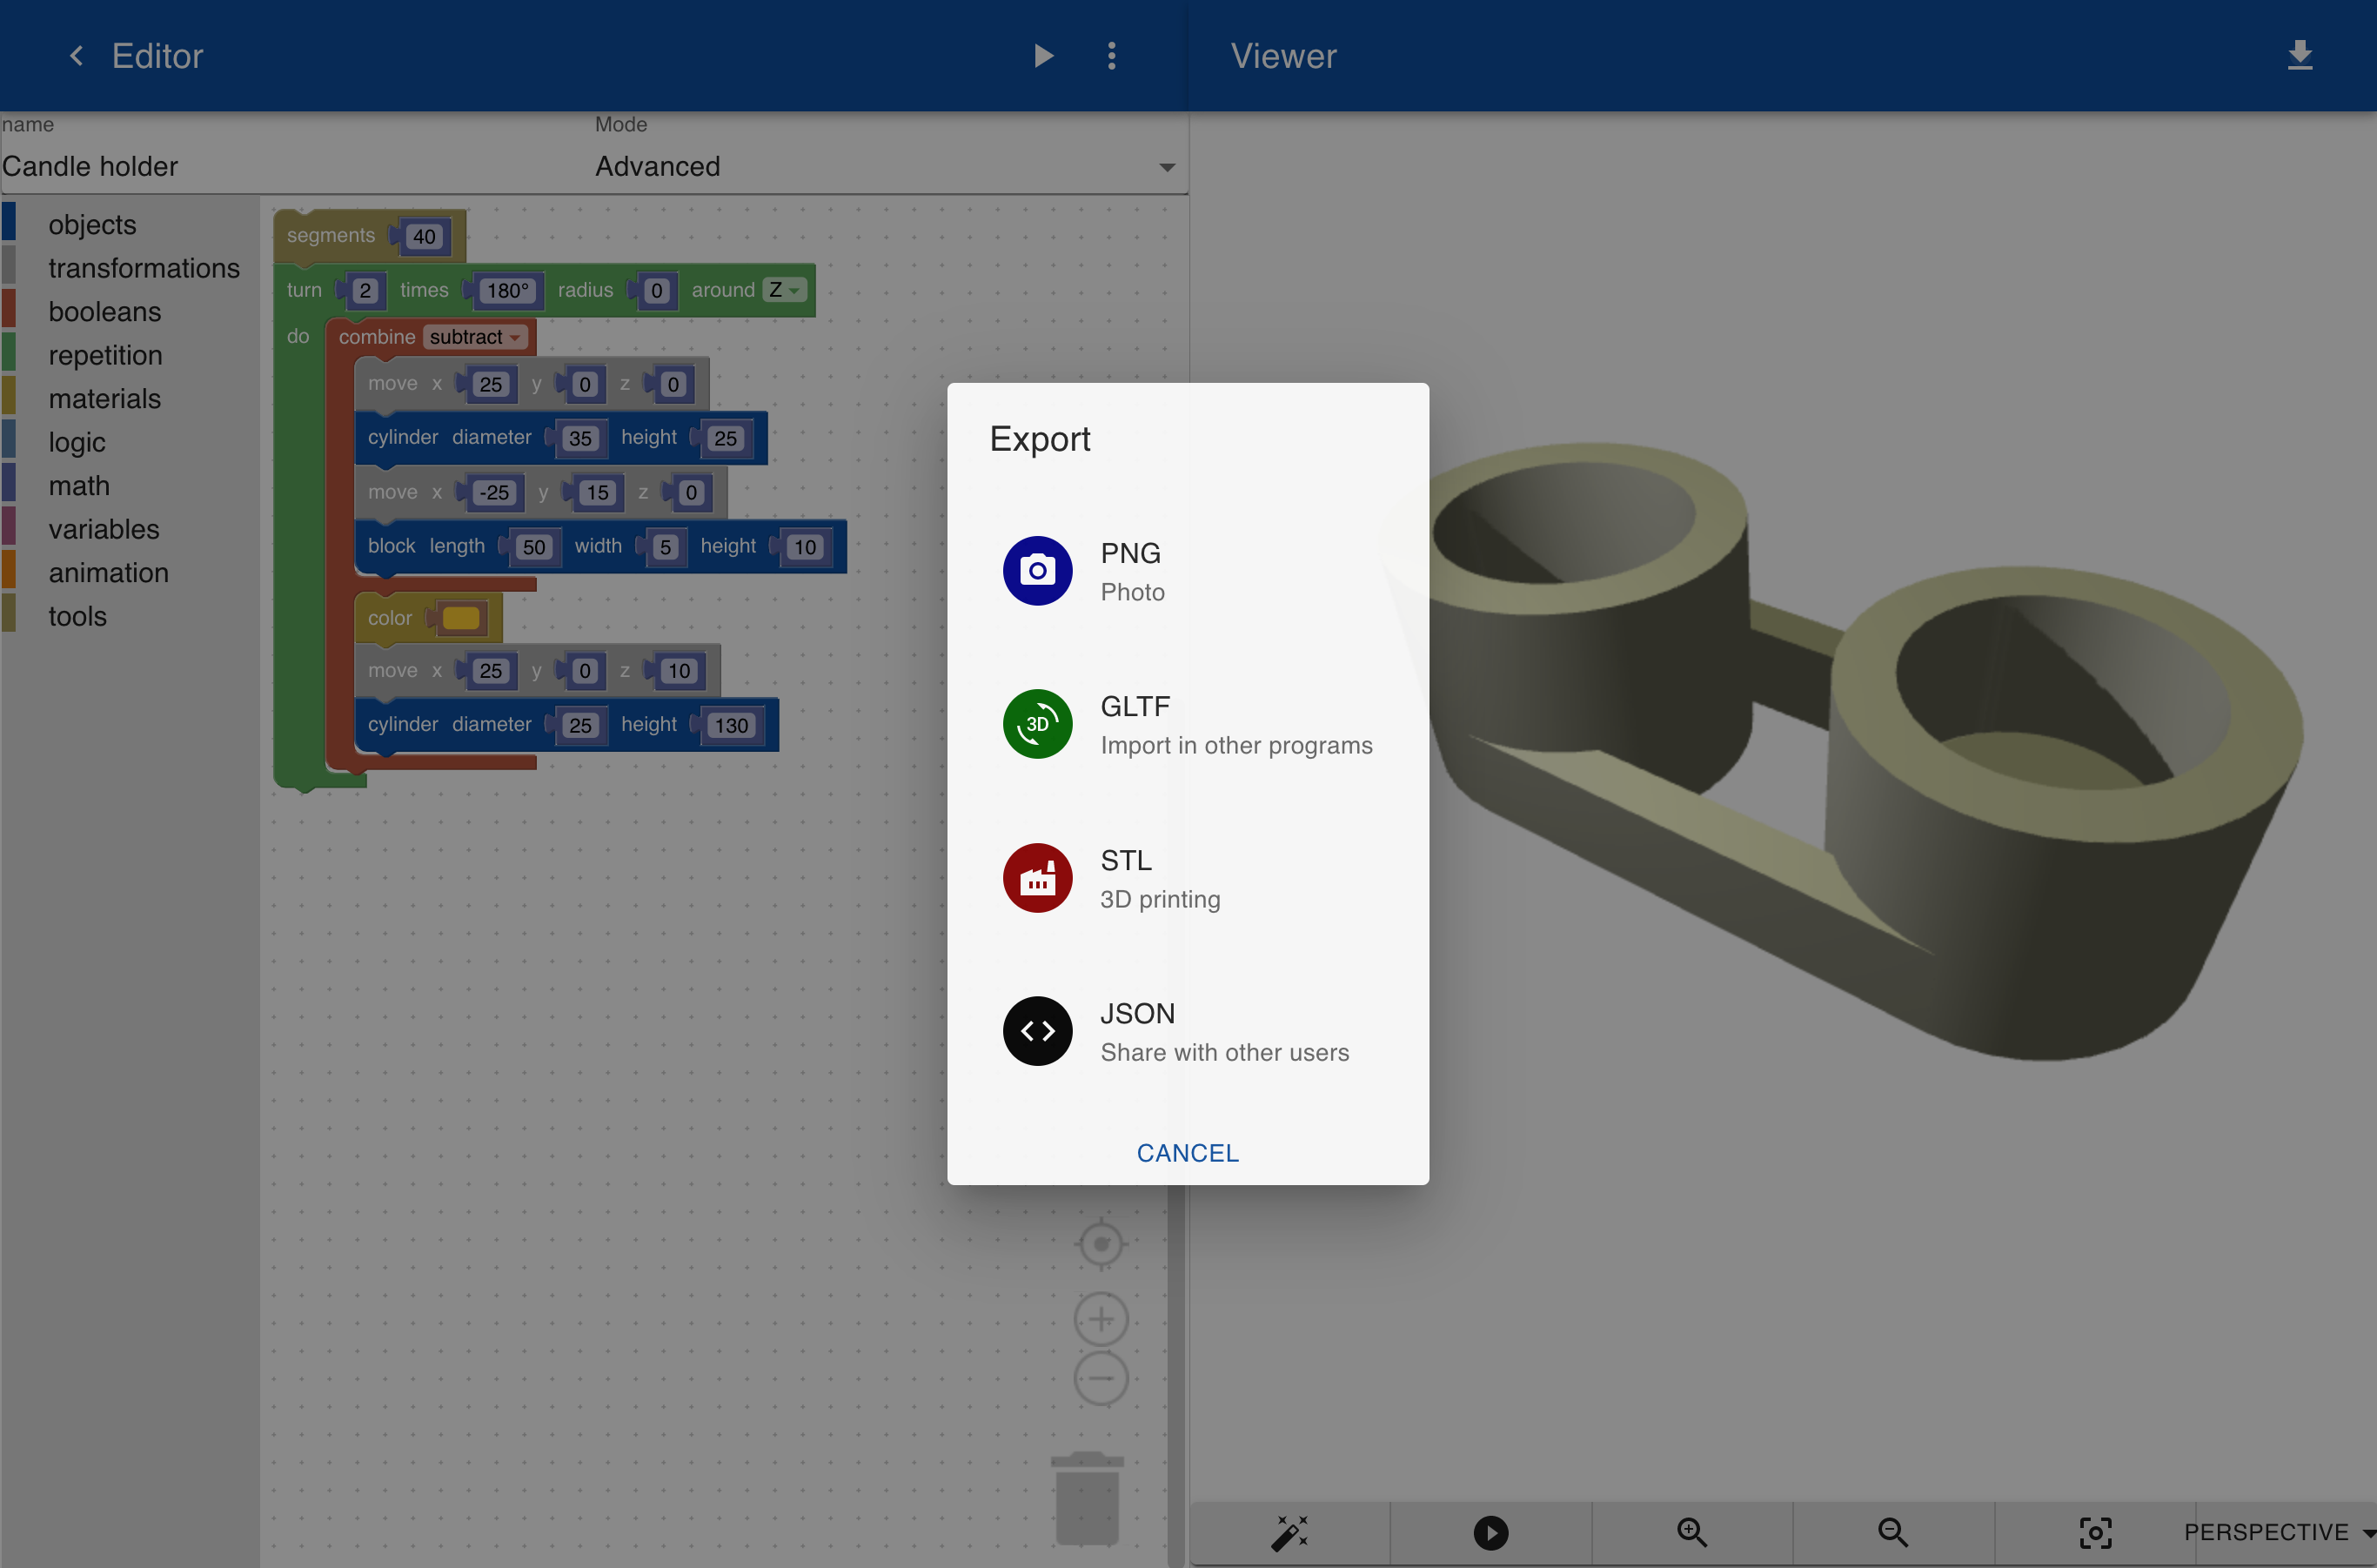 Editor
Viewer
name
Mode
Candle holder
Advanced
objects
transformations
booleans
repetition
materials
logic
math
variables
animation
tools
segments 40
turn 2 times 180° radius 0 around Z
do combine subtract
move x 25 y 0 z 0
cylinder diameter 35 height 25
move x -25 y 15 z 0
block length 50 width 5 height 10
color
move x 25 y 0 z 10
cylinder diameter 25 height 130
Export
PNG
Photo
3D
GLTF
Import in other programs
STL
3D printing
JSON
Share with other users
CANCEL
PERSPECTIVE